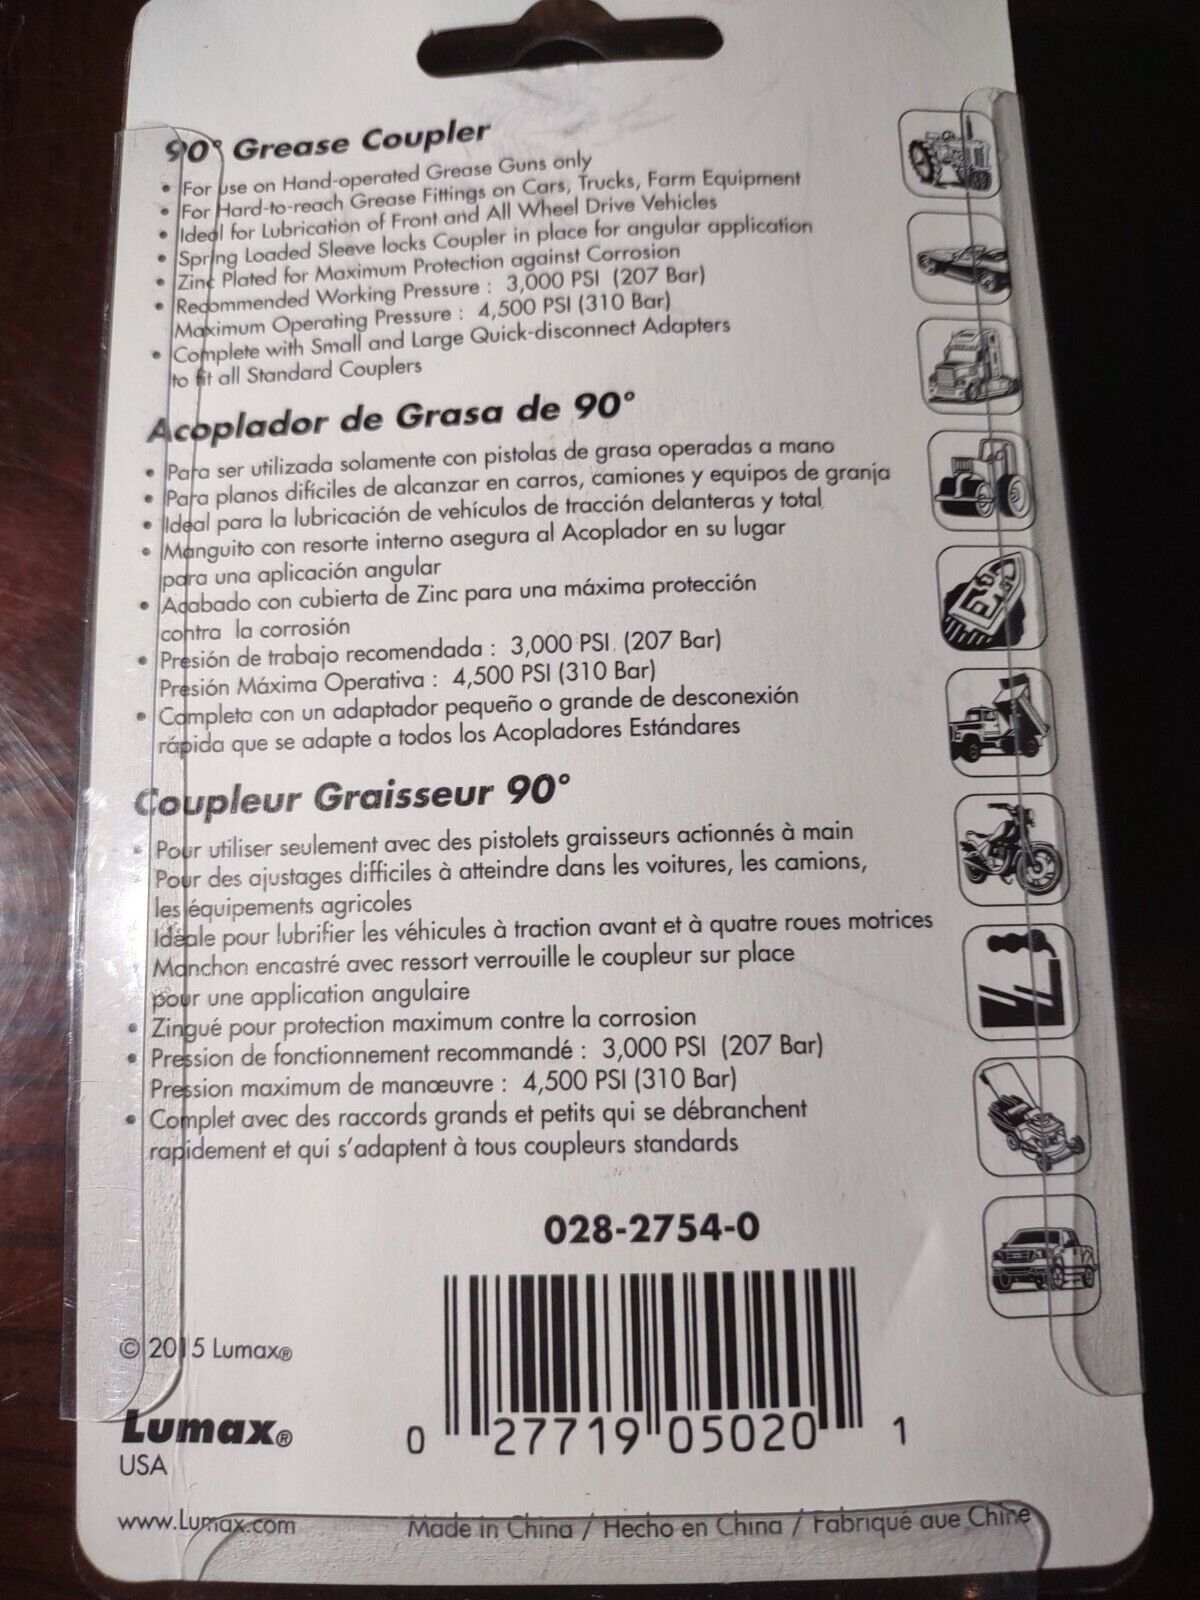 90° Grease Coupler
• For use on Hand-operated Grease Guns only
• For Hard-to-reach Grease Fittings on Cars, Trucks, Farm Equipment
• Ideal for Lubrication of Front and All Wheel Drive Vehicles
• Spring Loaded Sleeve locks Coupler in place for angular application
• Zinc Plated for Maximum Protection against Corrosion
• Recommended Working Pressure : 3,000 PSI (207 Bar)
Maximum Operating Pressure : 4,500 PSI (310 Bar)
• Complete with Small and Large Quick-disconnect Adapters
to fit all Standard Couplers
Acoplador de Grasa de 90°
• Para ser utilizada solamente con pistolas de grasa operadas a mano
• Para planos difíciles de alcanzar en carros, camiones y equipos de granja
• Ideal para la lubricación de vehículos de tracción delanteras y total
• Manguito con resorte interno asegura al Acoplador en su lugar
para una aplicación angular
• Acabado con cubierta de Zinc para una máxima protección
contra la corrosión
• Presión de trabajo recomendada : 3,000 PSI (207 Bar)
Presión Máxima Operativa : 4,500 PSI (310 Bar)
• Completa con un adaptador pequeño o grande de desconexión
rápida que se adapte a todos los Acopladores Estándares
Coupleur Graisseur 90°
• Pour utiliser seulement avec des pistolets graisseurs actionnés à main
Pour des ajustages difficiles à atteindre dans les voitures, les camions,
les équipements agricoles
Idéale pour lubrifier les véhicules à traction avant et à quatre roues motrices
Manchon encastré avec ressort verrouille le coupleur sur place
pour une application angulaire
• Zingué pour protection maximum contre la corrosion
• Pression de fonctionnement recommandé : 3,000 PSI (207 Bar)
Pression maximum de manœuvre : 4,500 PSI (310 Bar)
• Complet avec des raccords grands et petits qui se débranchent
rapidement et qui s'adaptent à tous coupleurs standards
028-2754-0
© 2015 Lumax®
0 27719 05020 1
Lumax®
USA
www.Lumax.com
Made in China / Hecho en China / Fabriqué aue Chine